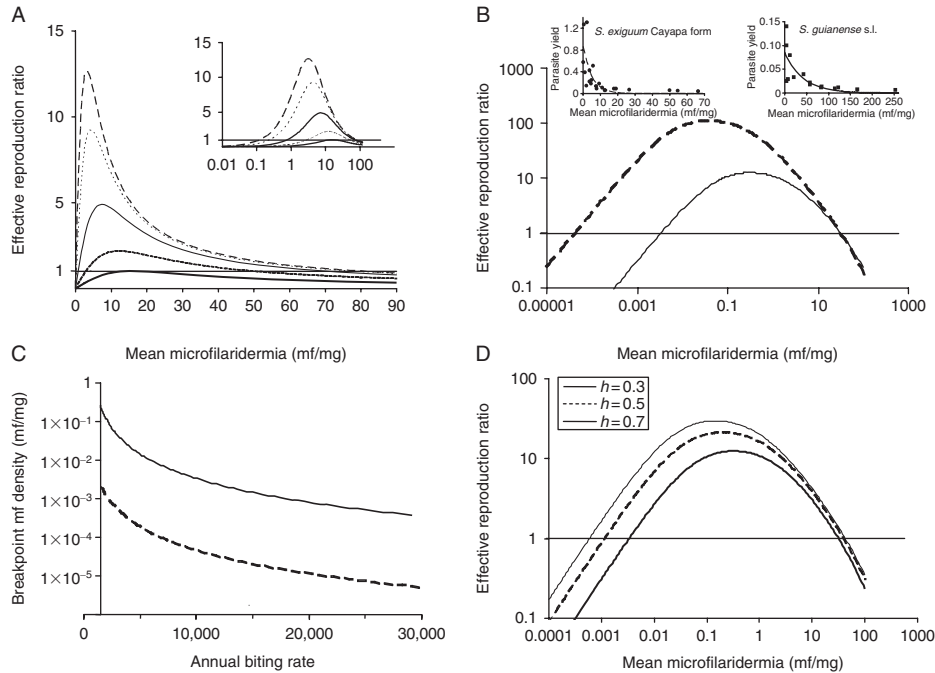 A
15
10
5
1
0
10
20
30
40
50
60
70
80
90
Effective reproduction ratio
Mean microfilaridermia (mf/mg)
15
10
5
1
0.01
0.1
1
10
100
B
1000
100
10
1
0.1
0.00001
0.001
0.1
10
1000
Effective reproduction ratio
Mean microfilaridermia (mf/mg)
S. exiguum Cayapa form
Parasite yield
1.2
0.8
0.4
0.0
0 10 20 30 40 50 60 70
Mean microfilaridermia (mf/mg)
S. guianense s.l.
Parasite yield
0.15
0.10
0.05
0.00
0 50 100 150 200 250
Mean microfilaridermia (mf/mg)
C
1
1×10−1
1×10−2
1×10−3
1×10−4
1×10−5
0
10,000
20,000
30,000
Breakpoint mf density (mf/mg)
Annual biting rate
D
100
10
1
0.1
0.0001
0.001
0.01
0.1
1
10
100
1000
h=0.3
h=0.5
h=0.7
Effective reproduction ratio
Mean microfilaridermia (mf/mg)